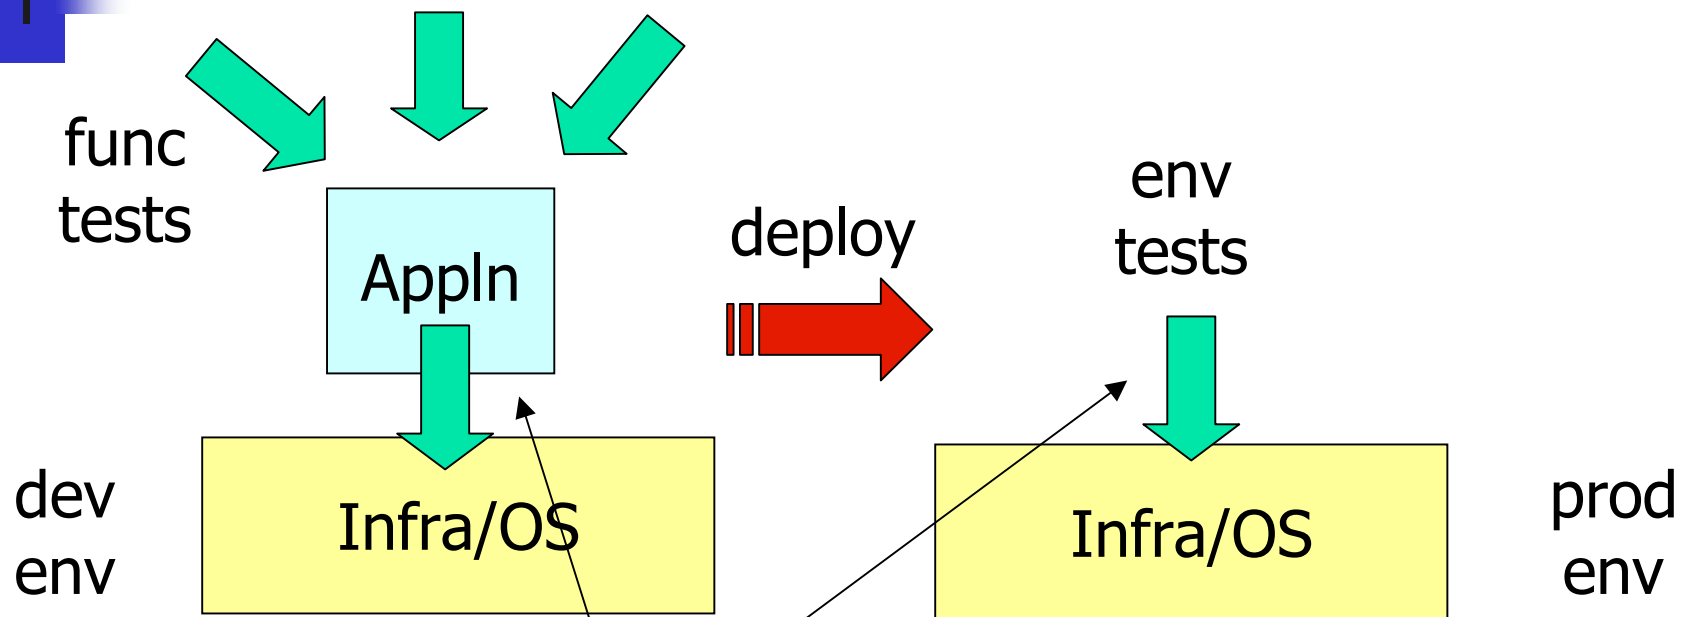 func
tests
Appln
deploy
env
tests
dev
env
Infra/OS
Infra/OS
prod
env